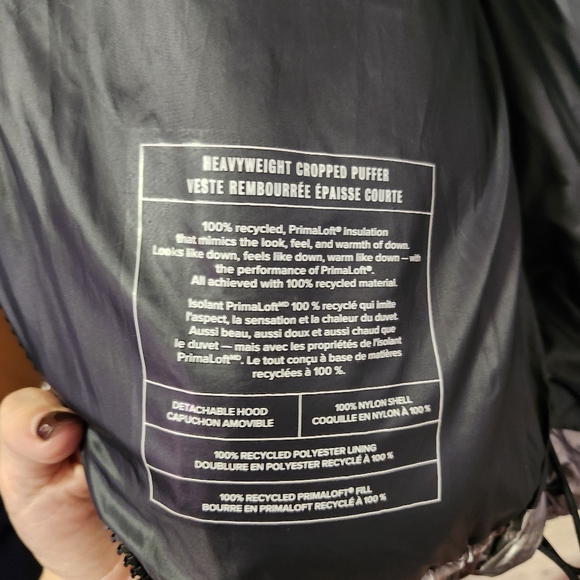 HEAVYWEIGHT CROPPED PUFFER
VESTE REMBOURRÉE ÉPAISSE COURTE
100% recycled, PrimaLoft® Insulation
that mimics the look, feel, and warmth of down.
Looks like down, feels like down, warm like down – with
the performance of PrimaLoft®.
All achieved with 100% recycled material.
Isolant PrimaLoftᴹᴰ 100 % recyclé qui imite
l'aspect, la sensation et la chaleur du duvet.
Aussi beau, aussi doux et aussi chaud que
le duvet — mais avec les propriétés de l'isolant
PrimaLoftᴹᴰ. Le tout conçu à base de matières
recyclées à 100 %.
DETACHABLE HOOD
CAPUCHON AMOVIBLE
100% NYLON SHELL
COQUILLE EN NYLON À 100 %
100% RECYCLED POLYESTER LINING
DOUBLURE EN POLYESTER RECYCLÉ À 100 %
100% RECYCLED PRIMALOFT® FILL
BOURRE EN PRIMALOFT RECYCLÉ À 100 %